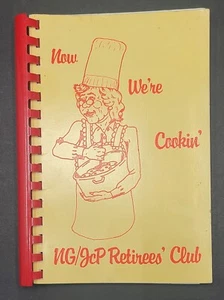 Now
We're
Cookin'
NG/JcP Retirees' Club